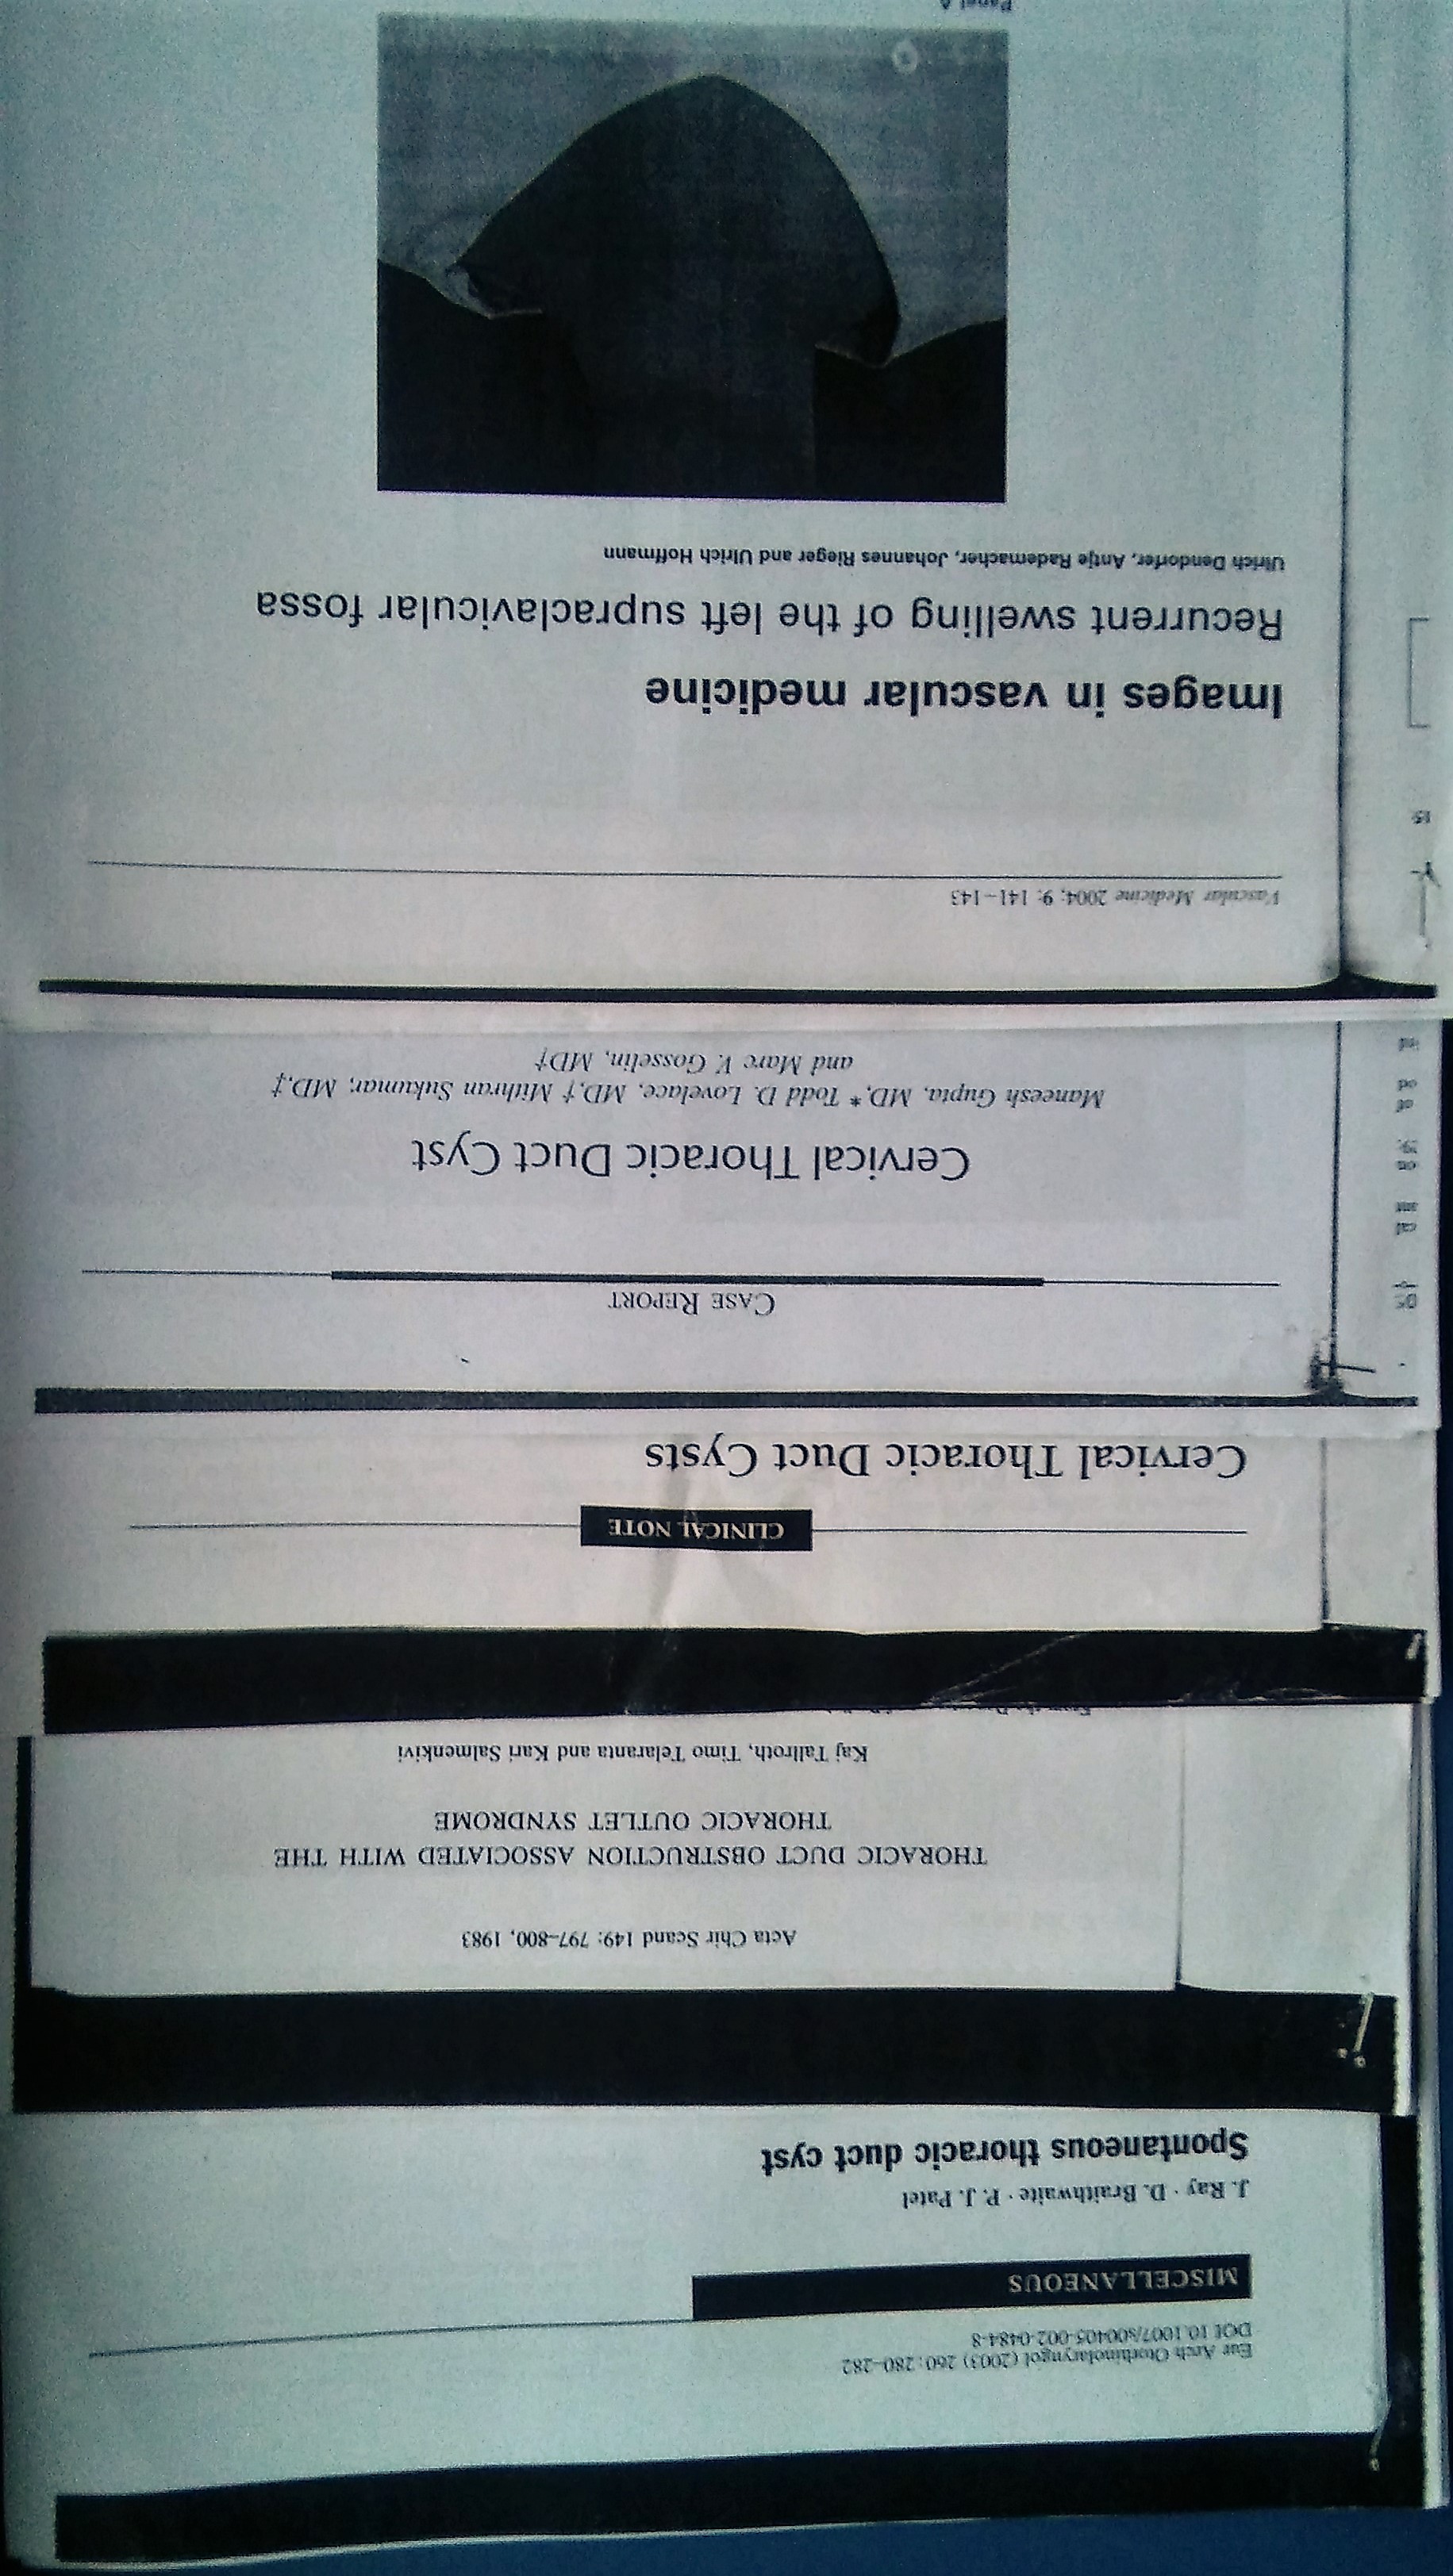 Eur Arch Otorhinolaryngol (2003) 260: 280–282
DOI 10.1007/s00405-002-0484-8
MISCELLANEOUS
J. Ray · D. Braithwaite · P. J. Patel
Spontaneous thoracic duct cyst
Acta Chir Scand 149: 797–800, 1983
THORACIC DUCT OBSTRUCTION ASSOCIATED WITH THE
THORACIC OUTLET SYNDROME
Kaj Tallroth, Timo Telaranta and Kari Salmenkivi
CLINICAL NOTE
Cervical Thoracic Duct Cysts
CASE REPORT
Cervical Thoracic Duct Cyst
Maneesh Gupta, MD,* Todd D. Lovelace, MD,† Mithran Sukumar, MD,‡
and Marc V. Gosselin, MD†
Vascular Medicine 2004; 9: 141–143
Images in vascular medicine
Recurrent swelling of the left supraclavicular fossa
Ulrich Dendorfer, Antje Rademacher, Johannes Rieger and Ulrich Hoffmann
Panel A